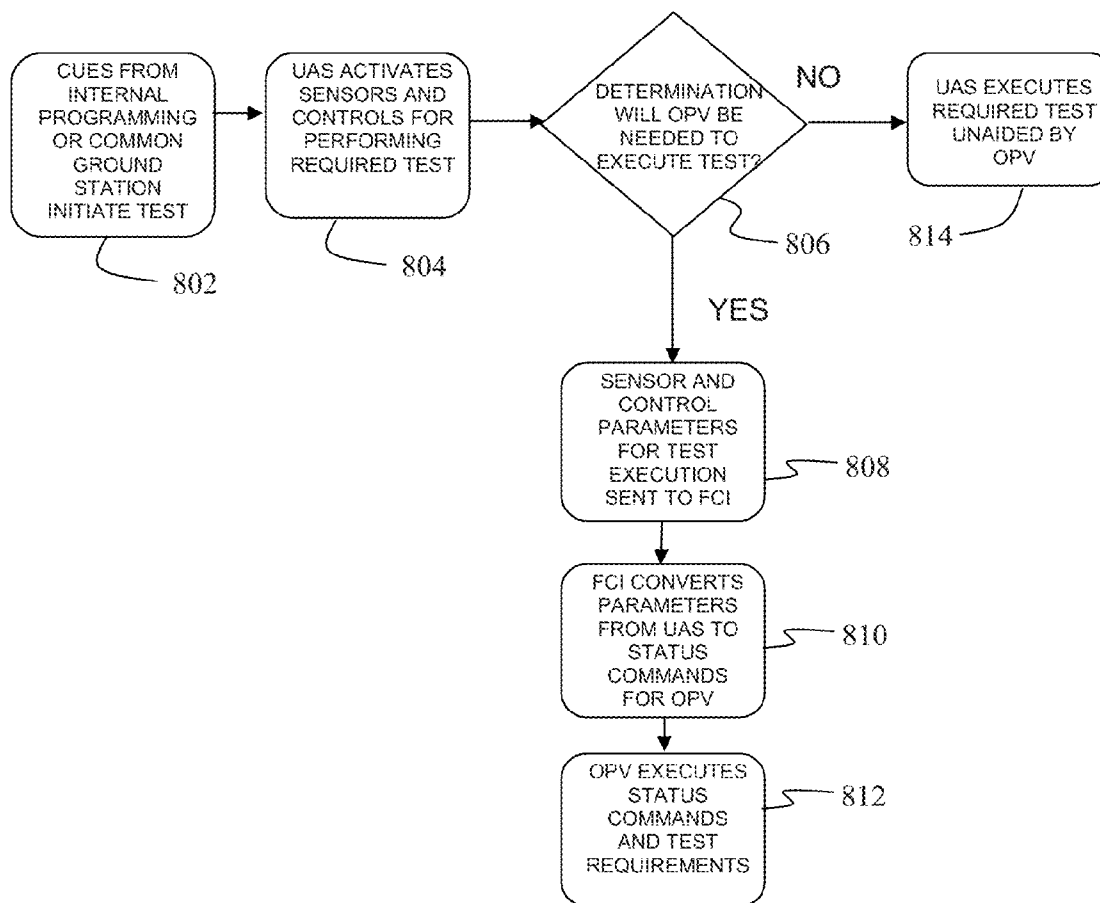 CUES FROM
INTERNAL
PROGRAMMING
OR COMMON
GROUND
STATION
INITIATE TEST
802
UAS ACTIVATES
SENSORS AND
CONTROLS FOR
PERFORMING
REQUIRED TEST
804
DETERMINATION
WILL OPV BE
NEEDED TO
EXECUTE TEST?
806
NO
UAS EXECUTES
REQUIRED TEST
UNAIDED BY
OPV
814
YES
SENSOR AND
CONTROL
PARAMETERS
FOR TEST
EXECUTION
SENT TO FCI
808
FCI CONVERTS
PARAMETERS
FROM UAS TO
STATUS
COMMANDS
FOR OPV
810
OPV EXECUTES
STATUS
COMMANDS
AND TEST
REQUIREMENTS
812